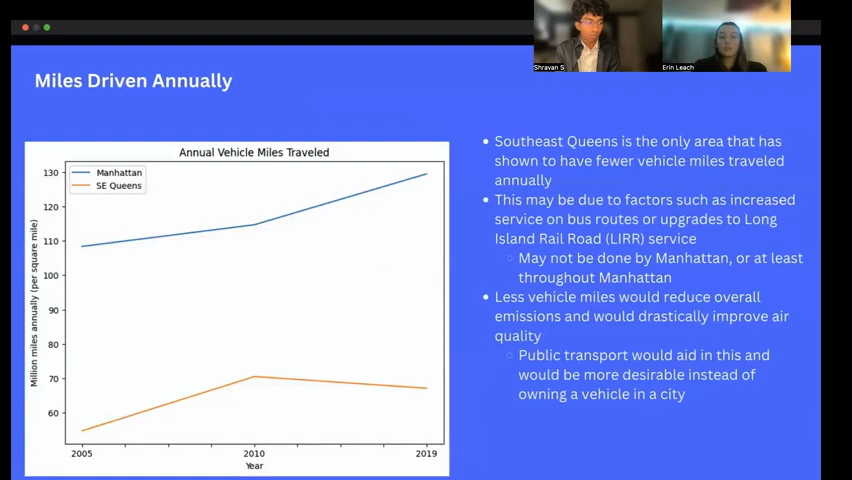 Shravan S
Erin Leach
Miles Driven Annually
Annual Vehicle Miles Traveled
Manhattan
SE Queens
130
120
110
100
90
80
70
60
Million miles annually (per square mile)
2005
2010
2019
Year
Southeast Queens is the only area that has
shown to have fewer vehicle miles traveled
annually
This may be due to factors such as increased
service on bus routes or upgrades to Long
Island Rail Road (LIRR) service
May not be done by Manhattan, or at least
throughout Manhattan
Less vehicle miles would reduce overall
emissions and would drastically improve air
quality
Public transport would aid in this and
would be more desirable instead of
owning a vehicle in a city